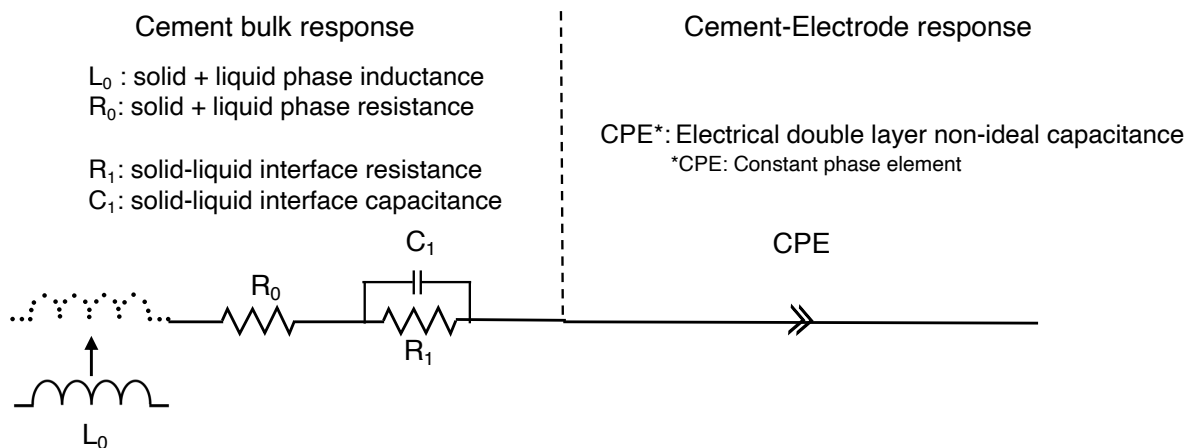 Cement bulk response
Cement-Electrode response
L₀ : solid + liquid phase inductance
R₀: solid + liquid phase resistance
CPE*: Electrical double layer non-ideal capacitance
*CPE: Constant phase element
R₁: solid-liquid interface resistance
C₁: solid-liquid interface capacitance
C₁
CPE
R₀
R₁
L₀